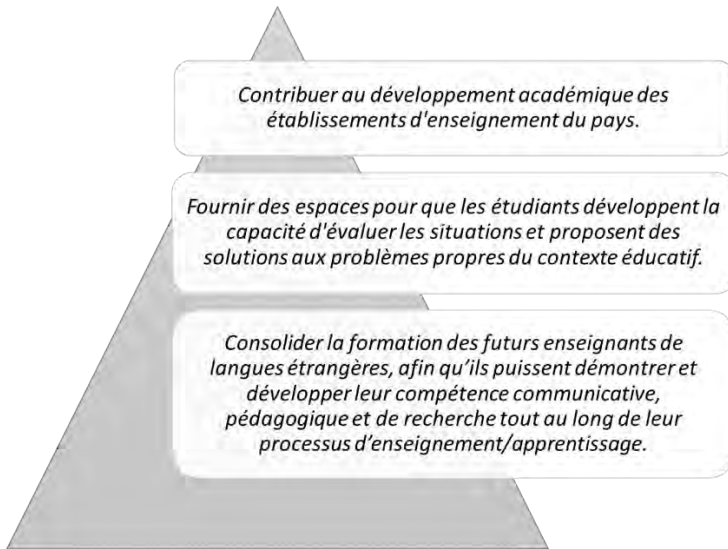 Contribuer au développement académique des
établissements d'enseignement du pays.
Fournir des espaces pour que les étudiants développent la
capacité d'évaluer les situations et proposent des
solutions aux problèmes propres du contexte éducatif.
Consolider la formation des futurs enseignants de
langues étrangères, afin qu’ils puissent démontrer et
développer leur compétence communicative,
pédagogique et de recherche tout au long de leur
processus d’enseignement/apprentissage.